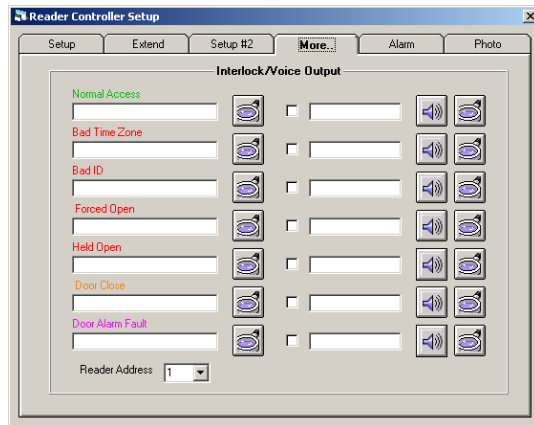 Reader Controller Setup
Setup Extend Setup #2 More.. Alarm Photo
Interlock/Voice Output
Normal Access
Bad Time Zone
Bad ID
Forced Open
Held Open
Door Close
Door Alarm Fault
Reader Address 1